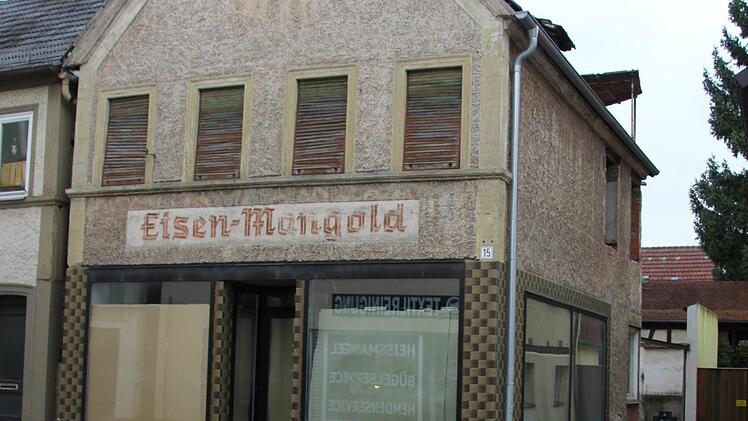 Eisen-Mangold
15
TEXTILREINIGUNG
HEISSMANGEL
BÜGELSERVICE
HEMDENSERVICE